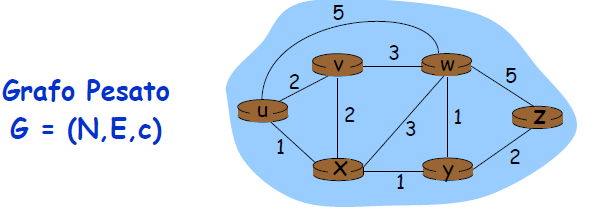 Grafo Pesato
G = (N,E,c)
5
v
3
w
2
5
u
2
3
1
z
1
x
1
y
2